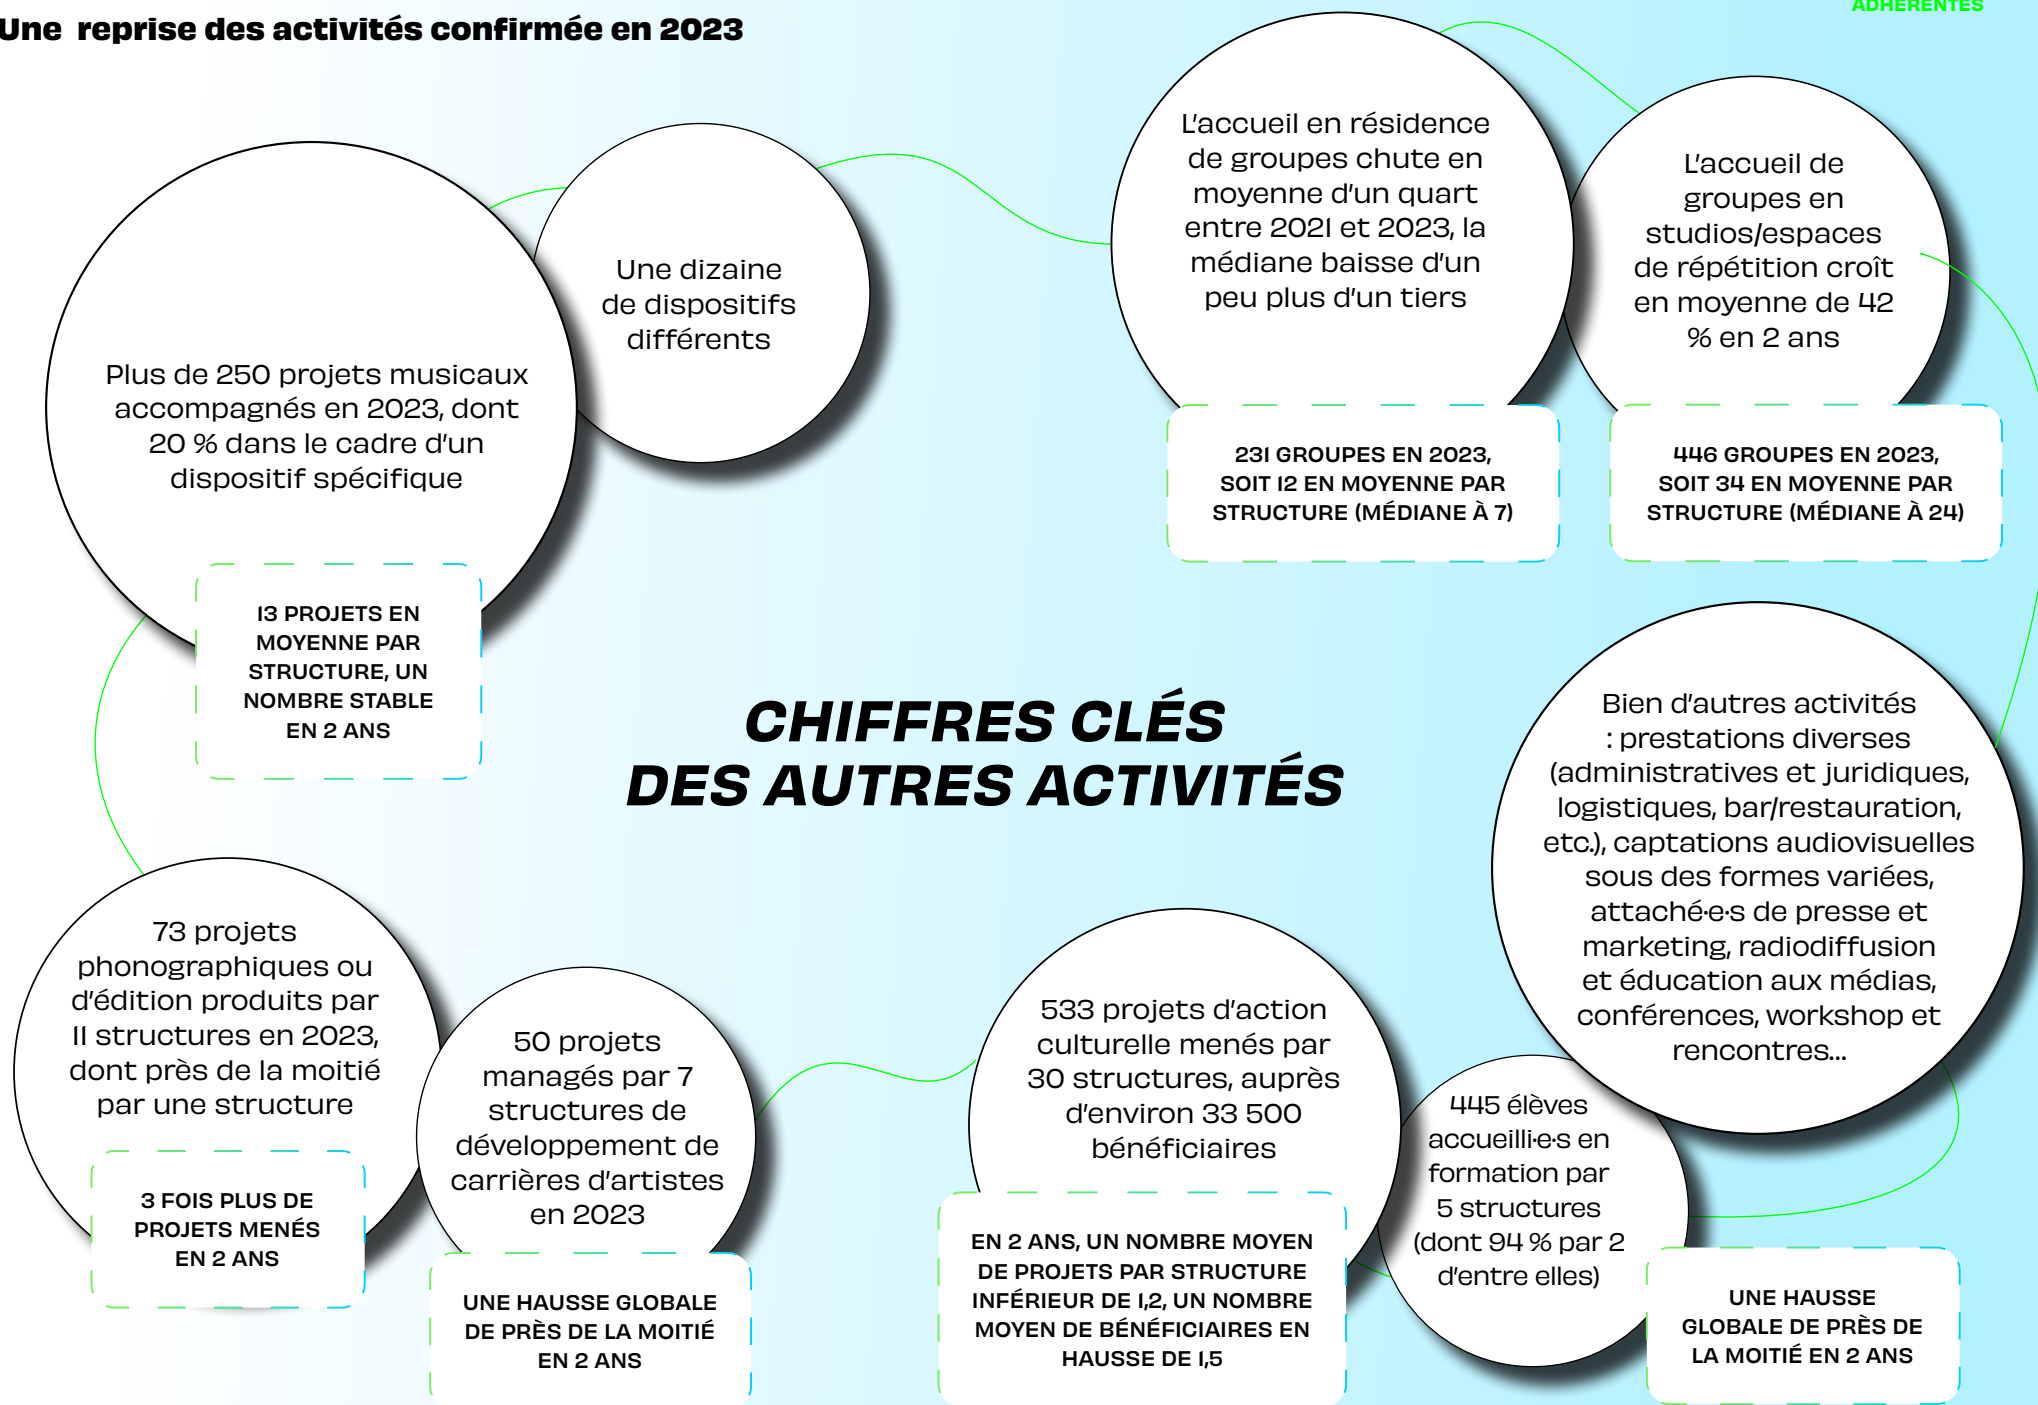 ADHÉRENTES
Une reprise des activités confirmée en 2023
Plus de 250 projets musicaux
accompagnés en 2023, dont
20 % dans le cadre d'un
dispositif spécifique
13 PROJETS EN
MOYENNE PAR
STRUCTURE, UN
NOMBRE STABLE
EN 2 ANS
Une dizaine
de dispositifs
différents
L'accueil en résidence
de groupes chute en
moyenne d'un quart
entre 2021 et 2023, la
médiane baisse d'un
peu plus d'un tiers
231 GROUPES EN 2023,
SOIT 12 EN MOYENNE PAR
STRUCTURE (MÉDIANE À 7)
L'accueil de
groupes en
studios/espaces
de répétition croît
en moyenne de 42
% en 2 ans
446 GROUPES EN 2023,
SOIT 34 EN MOYENNE PAR
STRUCTURE (MÉDIANE À 24)
CHIFFRES CLÉS
DES AUTRES ACTIVITÉS
73 projets
phonographiques ou
d'édition produits par
11 structures en 2023,
dont près de la moitié
par une structure
3 FOIS PLUS DE
PROJETS MENÉS
EN 2 ANS
50 projets
managés par 7
structures de
développement de
carrières d'artistes
en 2023
UNE HAUSSE GLOBALE
DE PRÈS DE LA MOITIÉ
EN 2 ANS
533 projets d'action
culturelle menés par
30 structures, auprès
d'environ 33 500
bénéficiaires
EN 2 ANS, UN NOMBRE MOYEN
DE PROJETS PAR STRUCTURE
INFÉRIEUR DE 1,2, UN NOMBRE
MOYEN DE BÉNÉFICIAIRES EN
HAUSSE DE 1,5
445 élèves
accueilli·e·s en
formation par
5 structures
(dont 94 % par 2
d'entre elles)
UNE HAUSSE
GLOBALE DE PRÈS DE
LA MOITIÉ EN 2 ANS
Bien d'autres activités
: prestations diverses
(administratives et juridiques,
logistiques, bar/restauration,
etc.), captations audiovisuelles
sous des formes variées,
attaché·e·s de presse et
marketing, radiodiffusion
et éducation aux médias,
conférences, workshop et
rencontres...